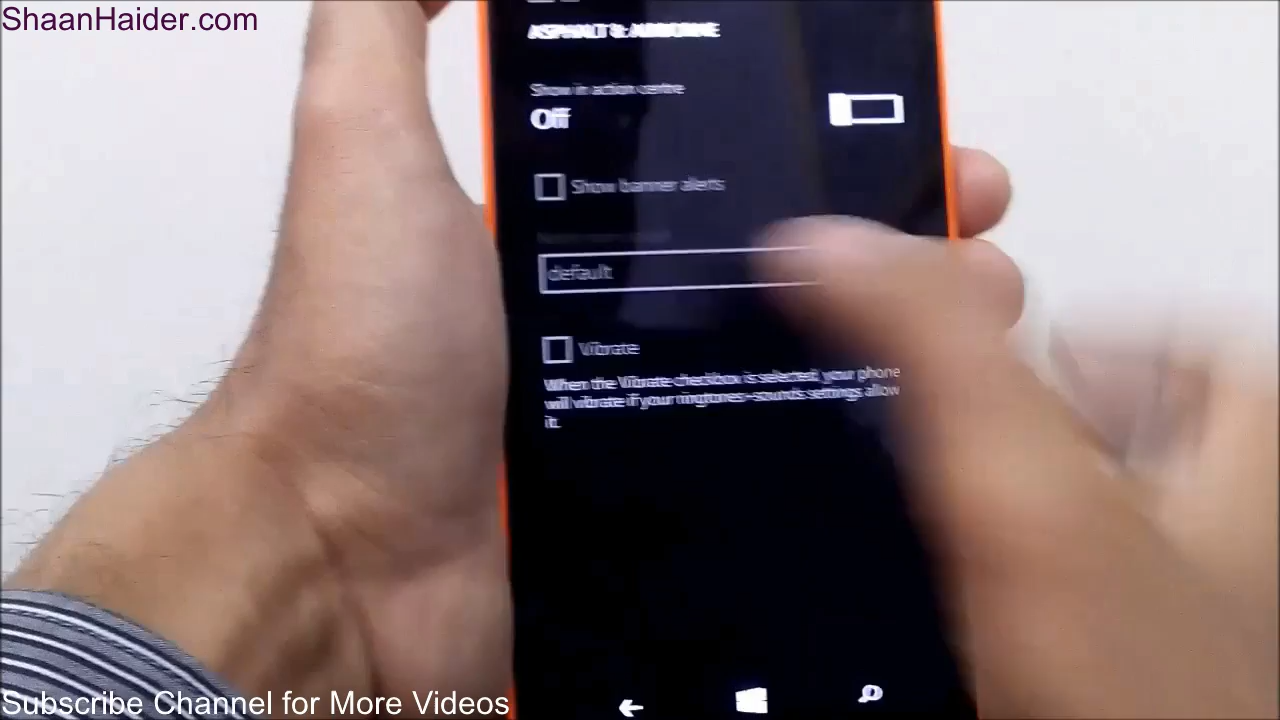 ShaanHaider.com
ASPHALT 8: AIRBORNE
Show in action centre
Off
Show banner alerts
default
Vibrate
When the Vibrate checkbox is selected, your phone
will vibrate if your ringtones+sounds settings allow
it.
Subscribe Channel for More Videos